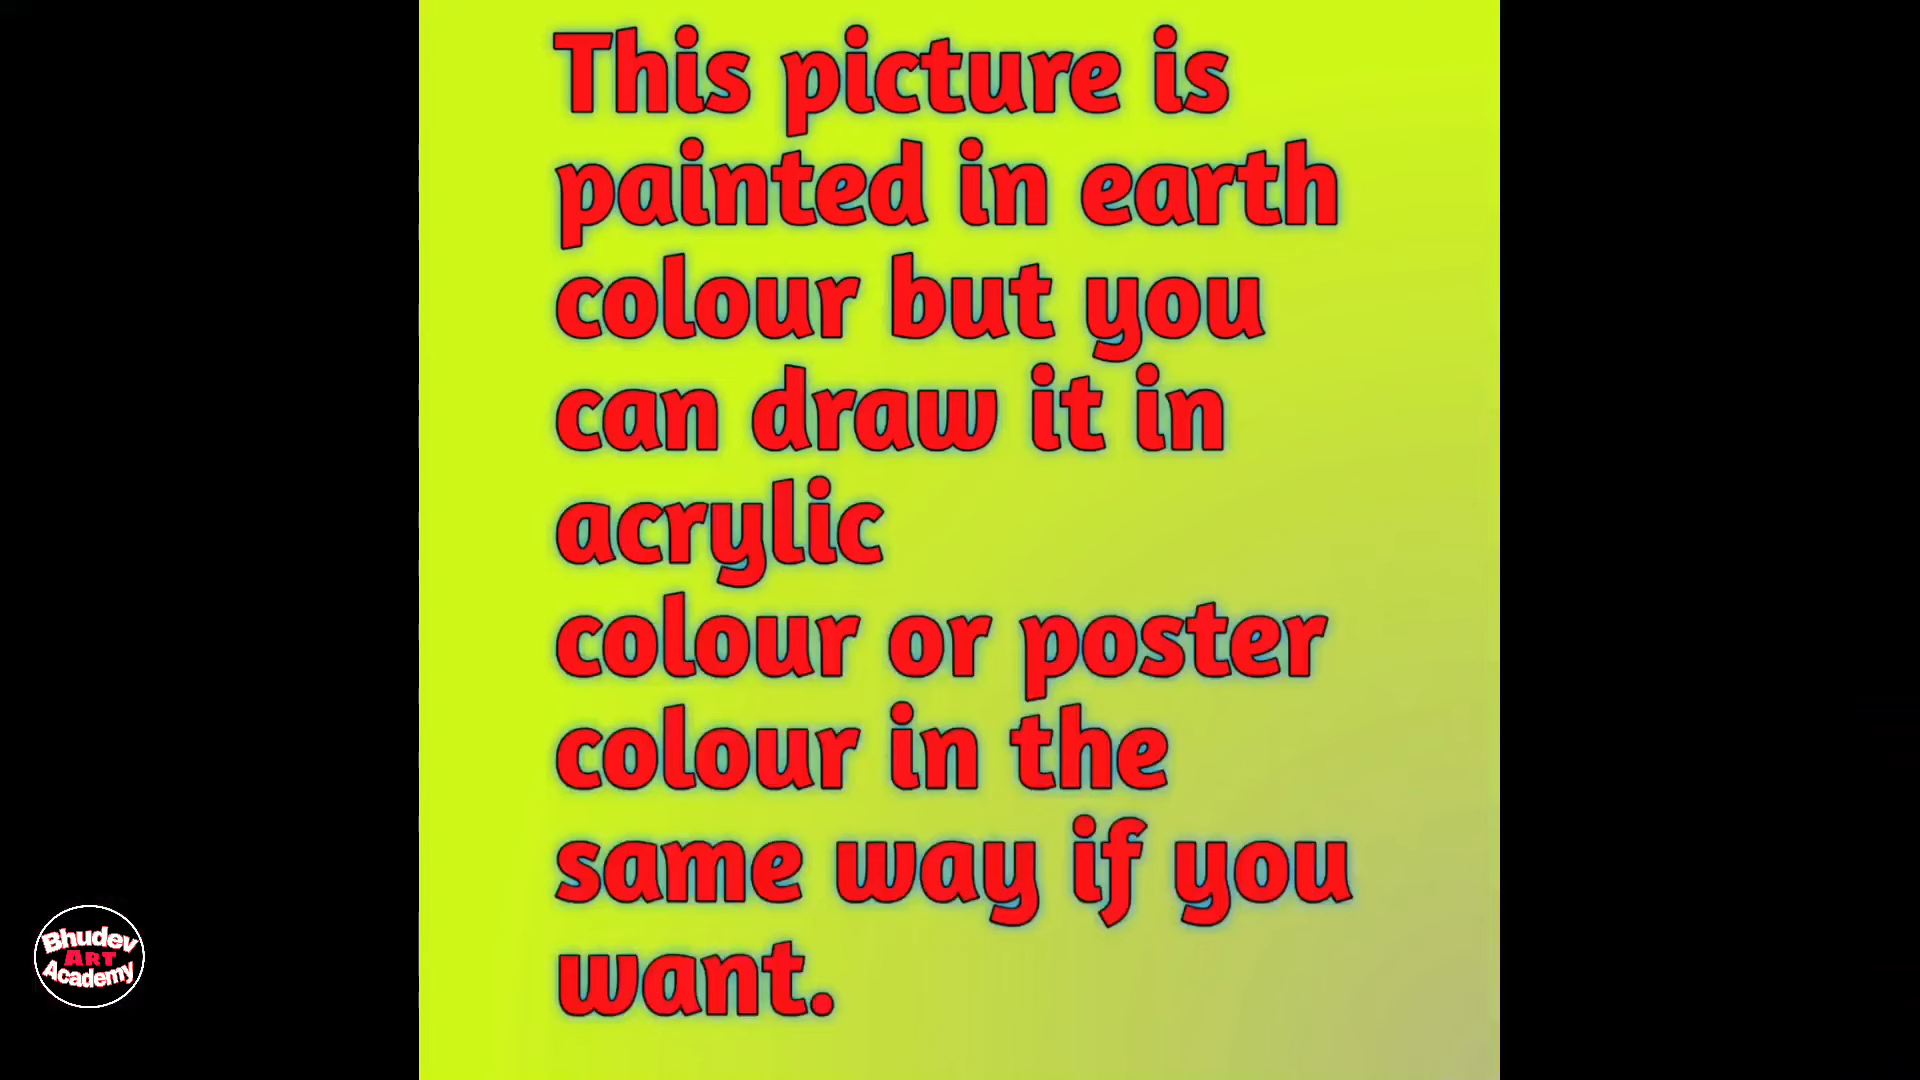 This picture is
painted in earth
colour but you
can draw it in
acrylic
colour or poster
colour in the
same way if you
want.
Bhudev
ART
Academy